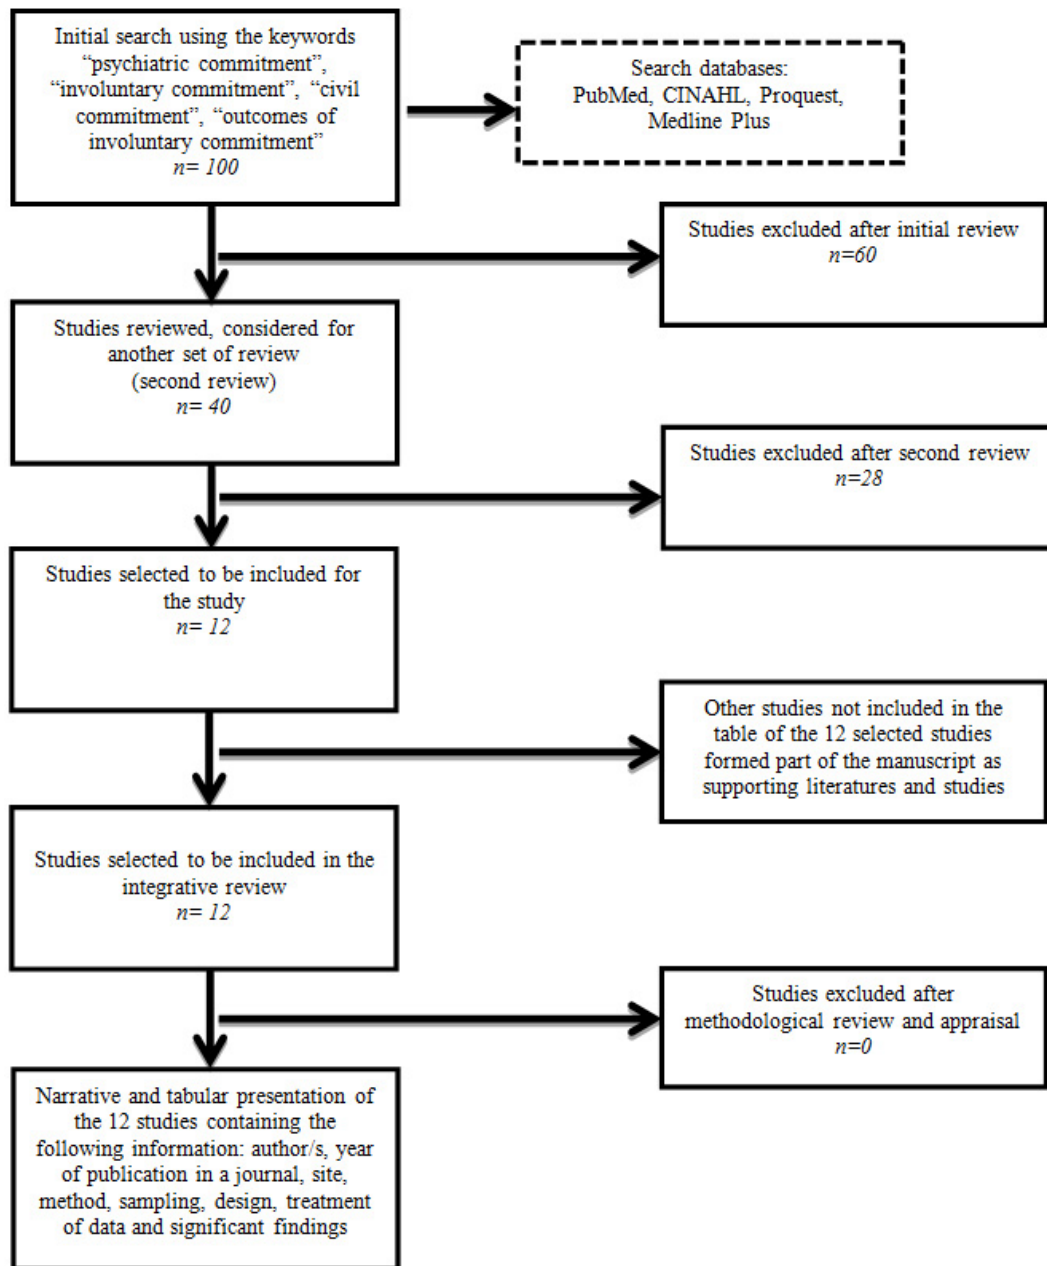 Initial search using the keywords
“psychiatric commitment”,
“involuntary commitment”, “civil
commitment”, “outcomes of
involuntary commitment”
n= 100
Search databases:
PubMed, CINAHL, Proquest,
Medline Plus
Studies excluded after initial review
n=60
Studies reviewed, considered for
another set of review
(second review)
n= 40
Studies excluded after second review
n=28
Studies selected to be included for
the study
n= 12
Other studies not included in the
table of the 12 selected studies
formed part of the manuscript as
supporting literatures and studies
Studies selected to be included in the
integrative review
n= 12
Studies excluded after
methodological review and appraisal
n=0
Narrative and tabular presentation of
the 12 studies containing the
following information: author/s, year
of publication in a journal, site,
method, sampling, design, treatment
of data and significant findings